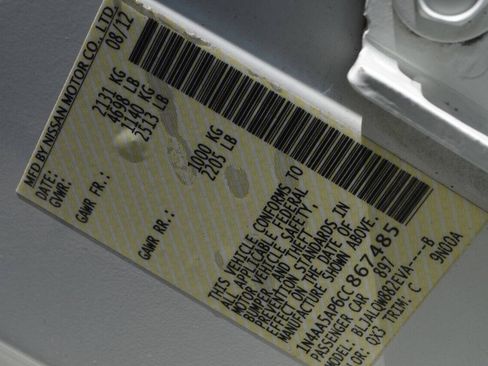 MFD BY NISSAN MOTOR CO., LTD.
DATE: 08/12
GVWR: 2131 KG
4698 LB
GAWR FR.: 1140 KG
2313 LB
GAWR RR.: 1000 KG
2205 LB
THIS VEHICLE CONFORMS TO
ALL APPLICABLE FEDERAL
MOTOR VEHICLE SAFETY,
BUMPER, AND THEFT
PREVENTION STANDARDS IN
EFFECT ON THE DATE OF
MANUFACTURE SHOWN ABOVE.
1N4AA5AP6CC867485
PASSENGER CAR 897
MODEL: BLJALQWA62EVA----B
COLOR: QX3 TRIM: C 9N00A